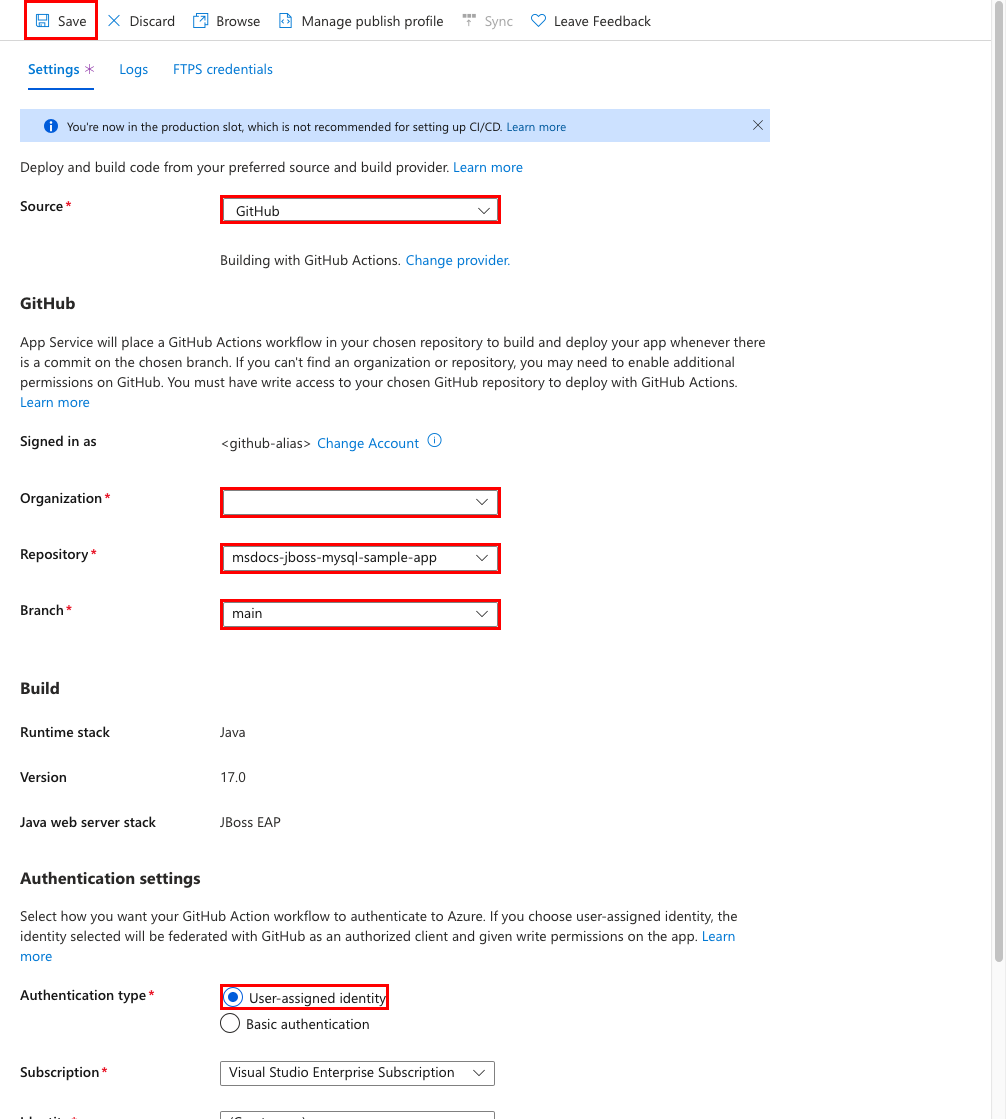 Save Discard Browse Manage publish profile Sync Leave Feedback
Settings * Logs FTPS credentials
You're now in the production slot, which is not recommended for setting up CI/CD. Learn more
Deploy and build code from your preferred source and build provider. Learn more
Source* GitHub
Building with GitHub Actions. Change provider.
GitHub
App Service will place a GitHub Actions workflow in your chosen repository to build and deploy your app whenever there
is a commit on the chosen branch. If you can't find an organization or repository, you may need to enable additional
permissions on GitHub. You must have write access to your chosen GitHub repository to deploy with GitHub Actions.
Learn more
Signed in as <github-alias> Change Account
Organization*
Repository* msdocs-jboss-mysql-sample-app
Branch* main
Build
Runtime stack Java
Version 17.0
Java web server stack JBoss EAP
Authentication settings
Select how you want your GitHub Action workflow to authenticate to Azure. If you choose user-assigned identity, the
identity selected will be federated with GitHub as an authorized client and given write permissions on the app. Learn
more
Authentication type* User-assigned identity
Basic authentication
Subscription* Visual Studio Enterprise Subscription